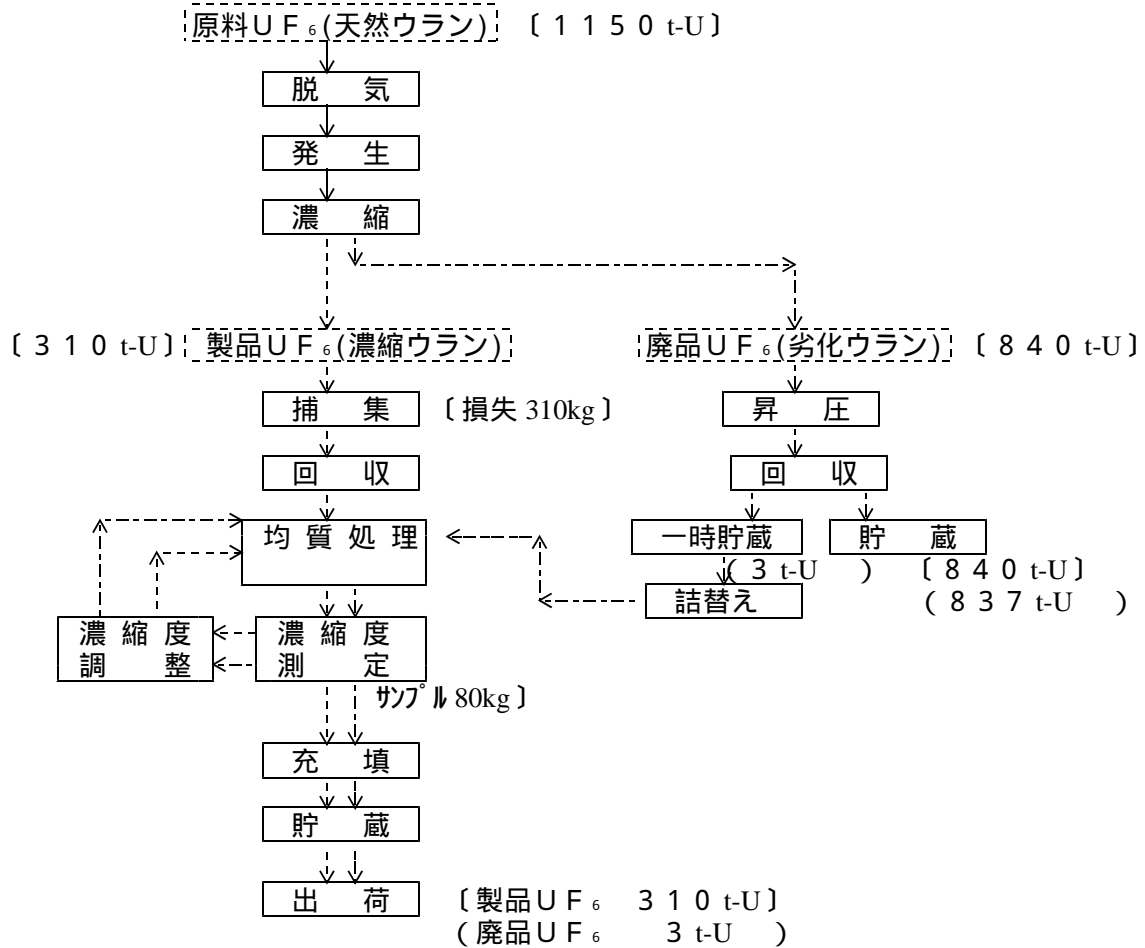 原料ＵＦ₆(天然ウラン) 〔１１５０ t-U〕
脱　気
発　生
濃　縮
〔３１０ t-U〕 製品ＵＦ₆(濃縮ウラン) 廃品ＵＦ₆(劣化ウラン) 〔８４０ t-U〕
捕　集 〔損失 310kg〕 昇　圧
回　収 回　収
均 質 処 理 一時貯蔵 貯　蔵
(３ t-U　) 〔８４０ t-U〕
詰替え (８３７ t-U　)
濃 縮 度 濃 縮 度
調　整 測　定
ｻﾝﾌﾟﾙ 80kg〕
充　填
貯　蔵
出　荷 〔製品ＵＦ₆　３１０ t-U〕
(廃品ＵＦ₆　３ t-U　)